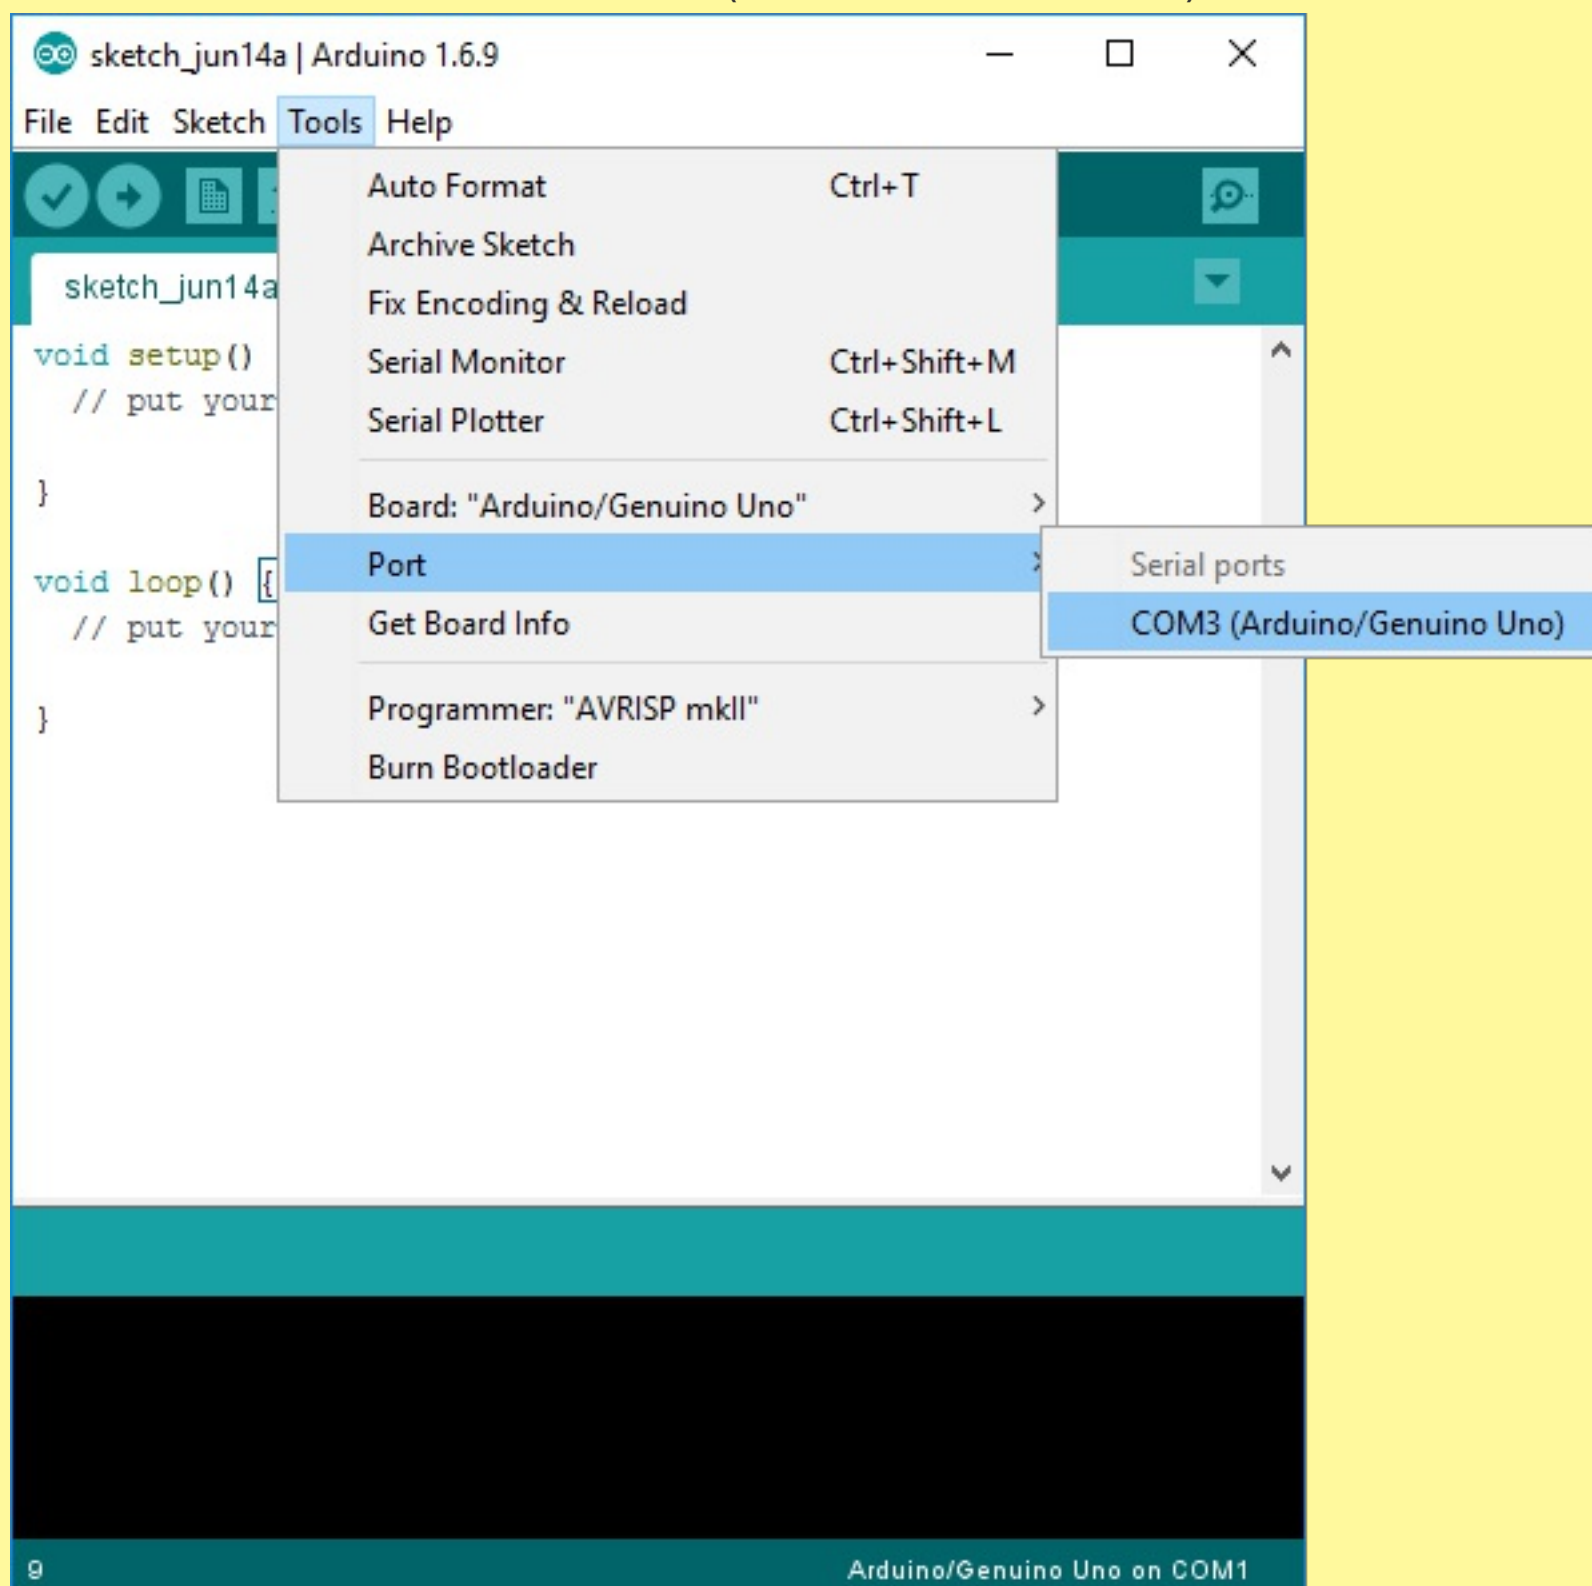 sketch_jun14a | Arduino 1.6.9
File Edit Sketch Tools Help
Auto Format Ctrl+T
Archive Sketch
sketch_jun14a
Fix Encoding & Reload
void setup()
Serial Monitor Ctrl+Shift+M
// put your
Serial Plotter Ctrl+Shift+L
}
Board: "Arduino/Genuino Uno"
Port
Serial ports
void loop() {
// put your
Get Board Info
COM3 (Arduino/Genuino Uno)
}
Programmer: "AVRISP mkII"
Burn Bootloader
9 Arduino/Genuino Uno on COM1